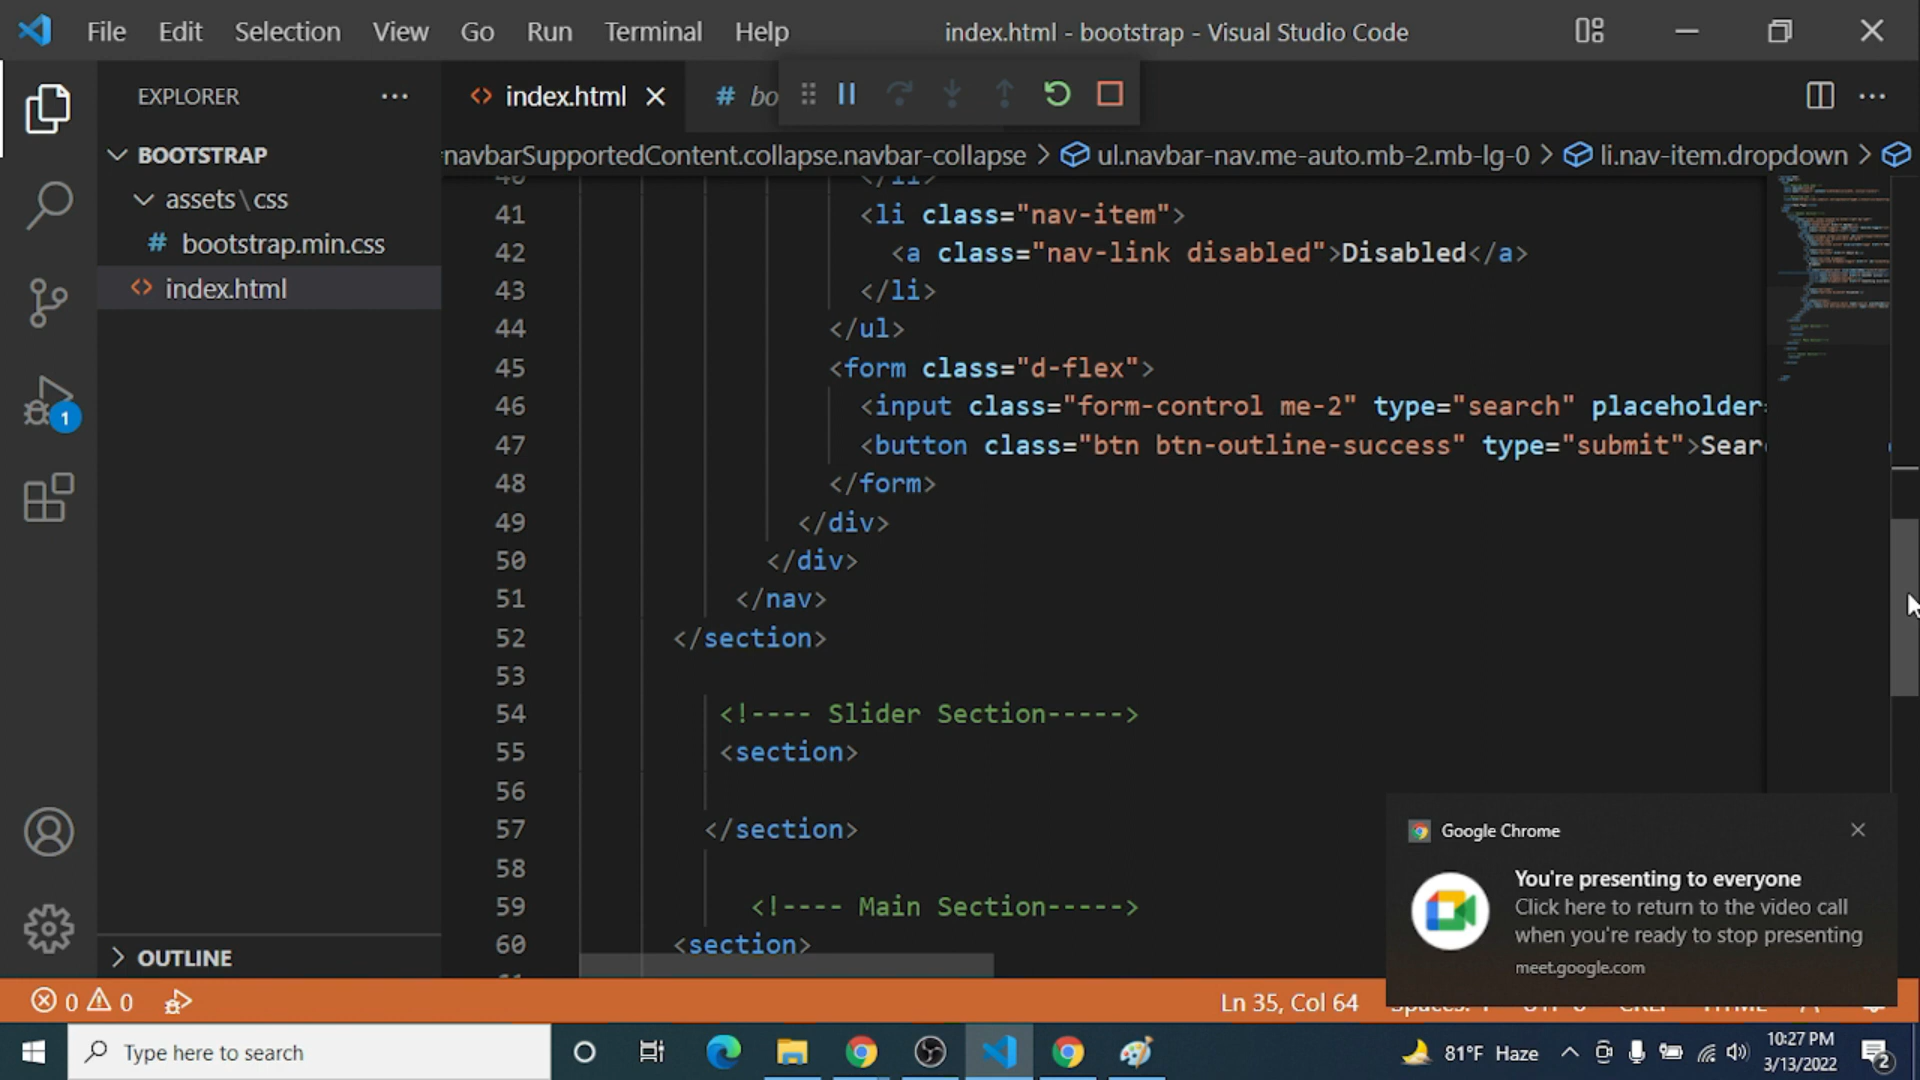 File Edit Selection View Go Run Terminal Help index.html - bootstrap - Visual Studio Code
EXPLORER ···
<> index.html × # bo
navbarSupportedContent.collapse.navbar-collapse > ul.navbar-nav.me-auto.mb-2.mb-lg-0 > li.nav-item.dropdown >
BOOTSTRAP
assets\css
# bootstrap.min.css
<> index.html
40 </li>
41 <li class="nav-item">
42 <a class="nav-link disabled">Disabled</a>
43 </li>
44 </ul>
45 <form class="d-flex">
46 <input class="form-control me-2" type="search" placeholder=
47 <button class="btn btn-outline-success" type="submit">Sear
48 </form>
49 </div>
50 </div>
51 </nav>
52 </section>
53
54 <!---- Slider Section----->
55 <section>
56
57 </section>
58
59 <!---- Main Section----->
60 <section>
1
OUTLINE
Google Chrome
You're presenting to everyone
Click here to return to the video call
when you're ready to stop presenting
meet.google.com
0 0 Ln 35, Col 64
Type here to search
81°F Haze
10:27 PM
3/13/2022
2